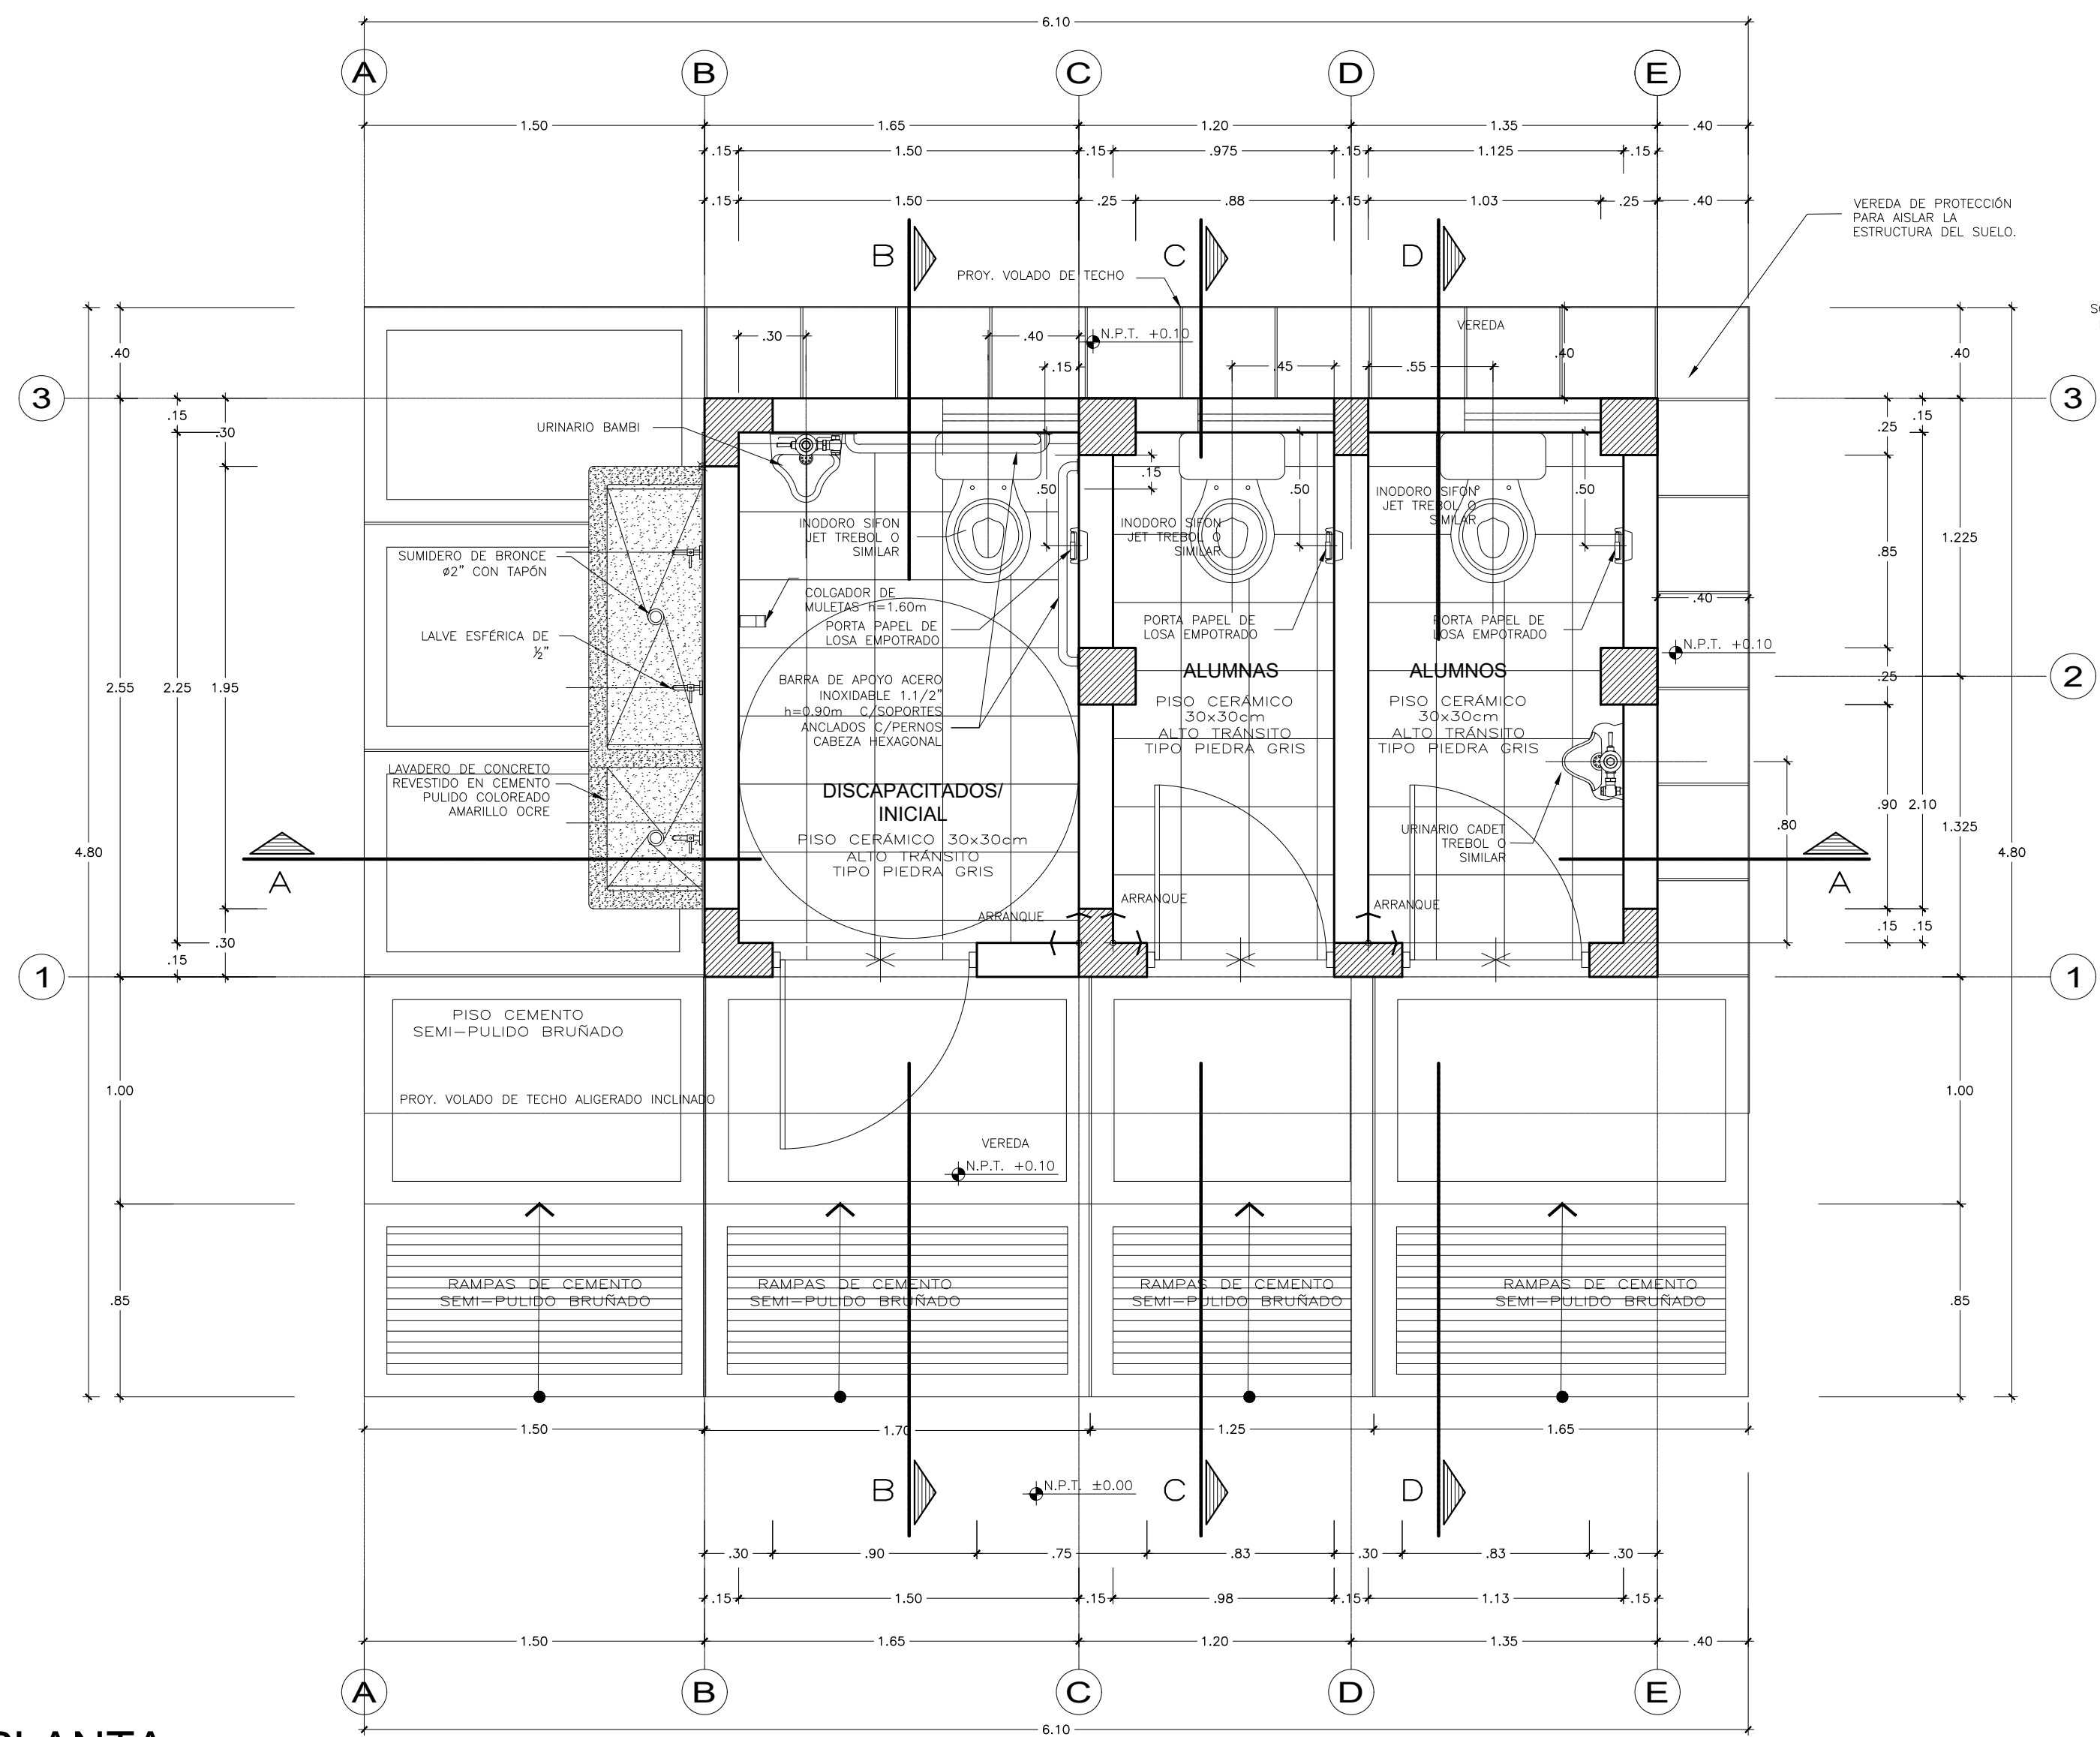 6.10
A
B
C
D
E
1.50
1.65
1.20
1.35
.40
.15
1.50
.15
.975
.15
1.125
.15
.15
1.50
.25
.88
.15
1.03
.25
.40
VEREDA DE PROTECCIÓN
PARA AISLAR LA
ESTRUCTURA DEL SUELO.
B
C
D
PROY. VOLADO DE TECHO
N.P.T. +0.10
VEREDA
.30
.40
.15
.45
.55
.40
.40
.40
3
3
.15
.30
.15
.25
URINARIO BAMBI
.15
.50
.50
.50
INODORO SIFON
JET TREBOL O
SIMILAR
INODORO SIFON
JET TREBOL O
SIMILAR
INODORO SIFON
JET TREBOL O
SIMILAR
SUMIDERO DE BRONCE
ø2" CON TAPÓN
COLGADOR DE
MULETAS h=1.60m
PORTA PAPEL DE
LOSA EMPOTRADO
PORTA PAPEL DE
LOSA EMPOTRADO
PORTA PAPEL DE
LOSA EMPOTRADO
LALVE ESFÉRICA DE
½"
.85
1.225
.40
N.P.T. +0.10
2.55
2.25
1.95
.25
2
BARRA DE APOYO ACERO
INOXIDABLE 1.1/2"
h=0.90m C/SOPORTES
ANCLADOS C/PERNOS
CABEZA HEXAGONAL
ALUMNAS
PISO CERÁMICO
30x30cm
ALTO TRÁNSITO
TIPO PIEDRA GRIS
ALUMNOS
PISO CERÁMICO
30x30cm
ALTO TRÁNSITO
TIPO PIEDRA GRIS
LAVADERO DE CONCRETO
REVESTIDO EN CEMENTO
PULIDO COLOREADO
AMARILLO OCRE
DISCAPACITADOS/
INICIAL
PISO CERÁMICO 30x30cm
ALTO TRÁNSITO
TIPO PIEDRA GRIS
URINARIO CADET
TREBOL O
SIMILAR
.80
.90
2.10
1.325
4.80
4.80
A
A
ARRANQUE
ARRANQUE
ARRANQUE
.30
.15
.15
.15
1
1
PISO CEMENTO
SEMI-PULIDO BRUÑADO
PROY. VOLADO DE TECHO ALIGERADO INCLINADO
1.00
1.00
VEREDA
N.P.T. +0.10
RAMPAS DE CEMENTO
SEMI-PULIDO BRUÑADO
RAMPAS DE CEMENTO
SEMI-PULIDO BRUÑADO
RAMPAS DE CEMENTO
SEMI-PULIDO BRUÑADO
RAMPAS DE CEMENTO
SEMI-PULIDO BRUÑADO
.85
.85
1.50
1.70
1.25
1.65
B
N.P.T. ±0.00
C
D
.30
.90
.75
.83
.30
.83
.30
.15
1.50
.15
.98
.15
1.13
.15
1.50
1.65
1.20
1.35
.40
A
B
C
D
E
6.10